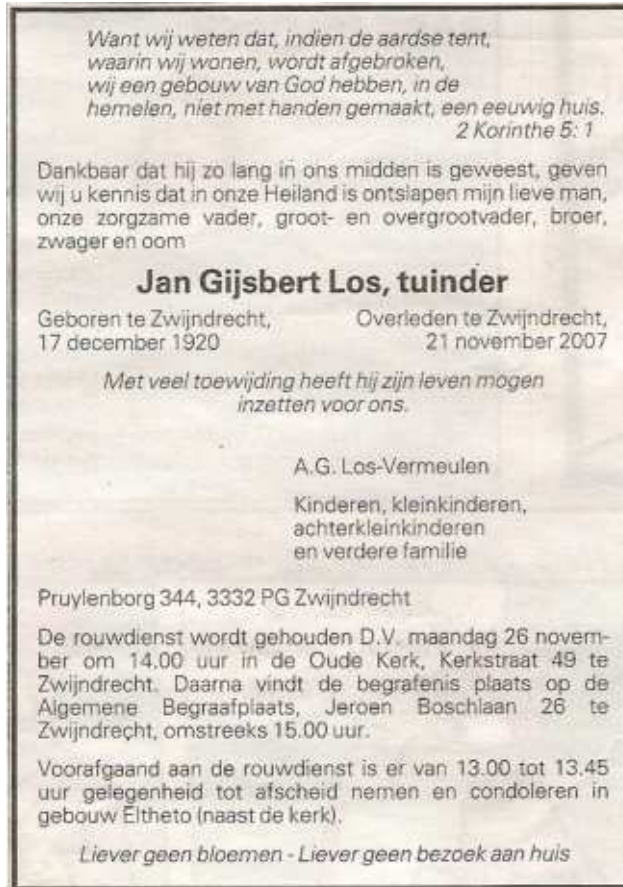 Want wij weten dat, indien de aardse tent,
waarin wij wonen, wordt afgebroken,
wij een gebouw van God hebben, in de
hemelen, niet met handen gemaakt, een eeuwig huis.
2 Korinthe 5: 1
Dankbaar dat hij zo lang in ons midden is geweest, geven
wij u kennis dat in onze Heiland is ontslapen mijn lieve man,
onze zorgzame vader, groot- en overgrootvader, broer,
zwager en oom
Jan Gijsbert Los, tuinder
Geboren te Zwijndrecht, Overleden te Zwijndrecht,
17 december 1920 21 november 2007
Met veel toewijding heeft hij zijn leven mogen
inzetten voor ons.
A.G. Los-Vermeulen
Kinderen, kleinkinderen,
achterkleinkinderen
en verdere familie
Pruylenborg 344, 3332 PG Zwijndrecht
De rouwdienst wordt gehouden D.V. maandag 26 novem-
ber om 14.00 uur in de Oude Kerk, Kerkstraat 49 te
Zwijndrecht. Daarna vindt de begrafenis plaats op de
Algemene Begraafplaats, Jeroen Boschlaan 26 te
Zwijndrecht, omstreeks 15.00 uur.
Voorafgaand aan de rouwdienst is er van 13.00 tot 13.45
uur gelegenheid tot afscheid nemen en condoleren in
gebouw Eltheto (naast de kerk).
Liever geen bloemen - Liever geen bezoek aan huis